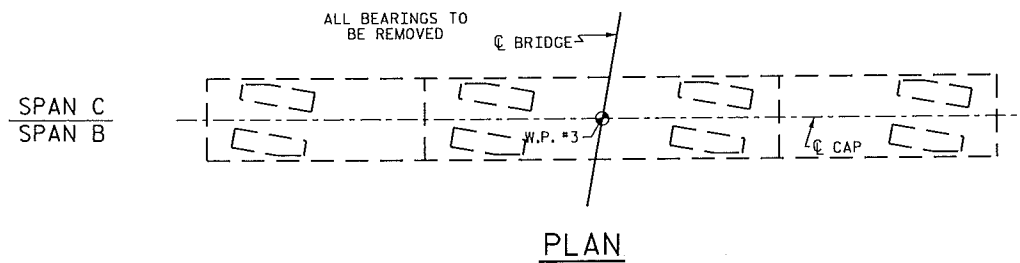 ALL BEARINGS TO
BE REMOVED
℄ BRIDGE
SPAN C
SPAN B
W.P. #3
℄ CAP
PLAN